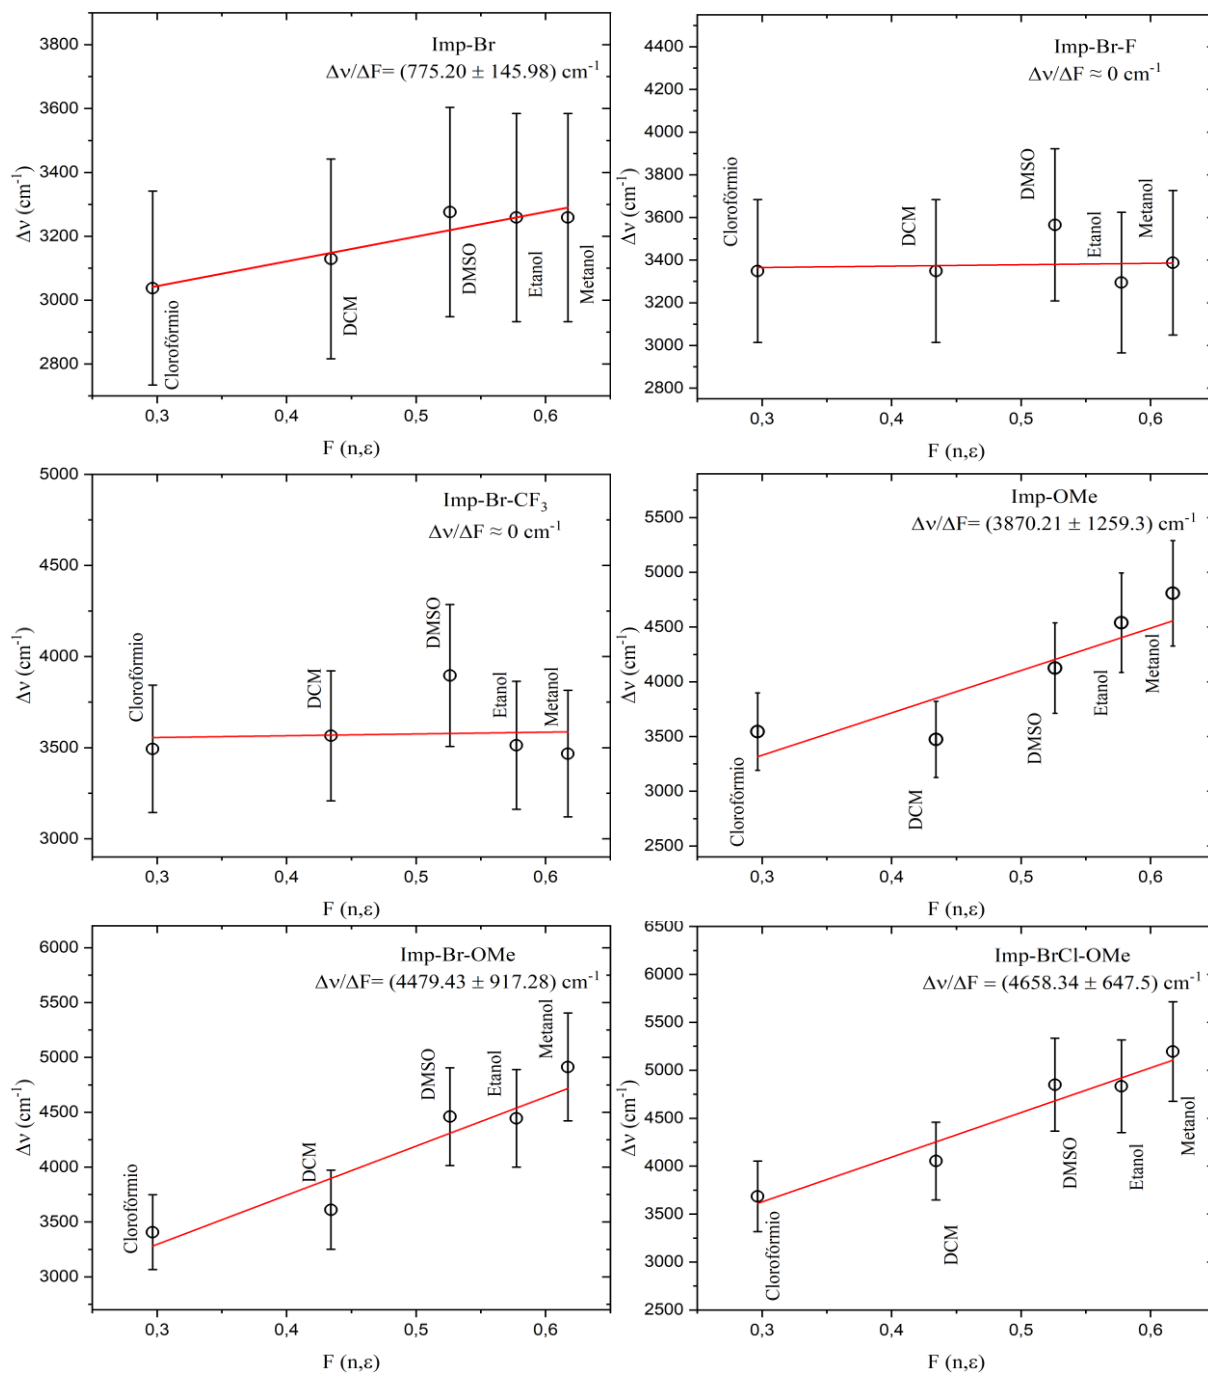 Imp-Br
Δν/ΔF= (775.20 ± 145.98) cm⁻¹
Δν (cm⁻¹)
3800
3600
3400
3200
3000
2800
Clorofórmio
DCM
DMSO
Etanol
Metanol
0,3
0,4
0,5
0,6
F (n,ε)
Imp-Br-F
Δν/ΔF ≈ 0 cm⁻¹
Δν (cm⁻¹)
4400
4200
4000
3800
3600
3400
3200
3000
2800
Clorofórmio
DCM
DMSO
Etanol
Metanol
0,3
0,4
0,5
0,6
F (n,ε)
Imp-Br-CF₃
Δν/ΔF ≈ 0 cm⁻¹
Δν (cm⁻¹)
5000
4500
4000
3500
3000
Clorofórmio
DCM
DMSO
Etanol
Metanol
0,3
0,4
0,5
0,6
F (n,ε)
Imp-OMe
Δν/ΔF= (3870.21 ± 1259.3) cm⁻¹
Δν (cm⁻¹)
5500
5000
4500
4000
3500
3000
2500
Clorofórmio
DCM
DMSO
Etanol
Metanol
0,3
0,4
0,5
0,6
F (n,ε)
Imp-Br-OMe
Δν/ΔF= (4479.43 ± 917.28) cm⁻¹
Δν (cm⁻¹)
6000
5500
5000
4500
4000
3500
3000
Clorofórmio
DCM
DMSO
Etanol
Metanol
0,3
0,4
0,5
0,6
F (n,ε)
Imp-BrCl-OMe
Δν/ΔF = (4658.34 ± 647.5) cm⁻¹
Δν (cm⁻¹)
6500
6000
5500
5000
4500
4000
3500
3000
2500
Clorofórmio
DCM
DMSO
Etanol
Metanol
0,3
0,4
0,5
0,6
F (n,ε)